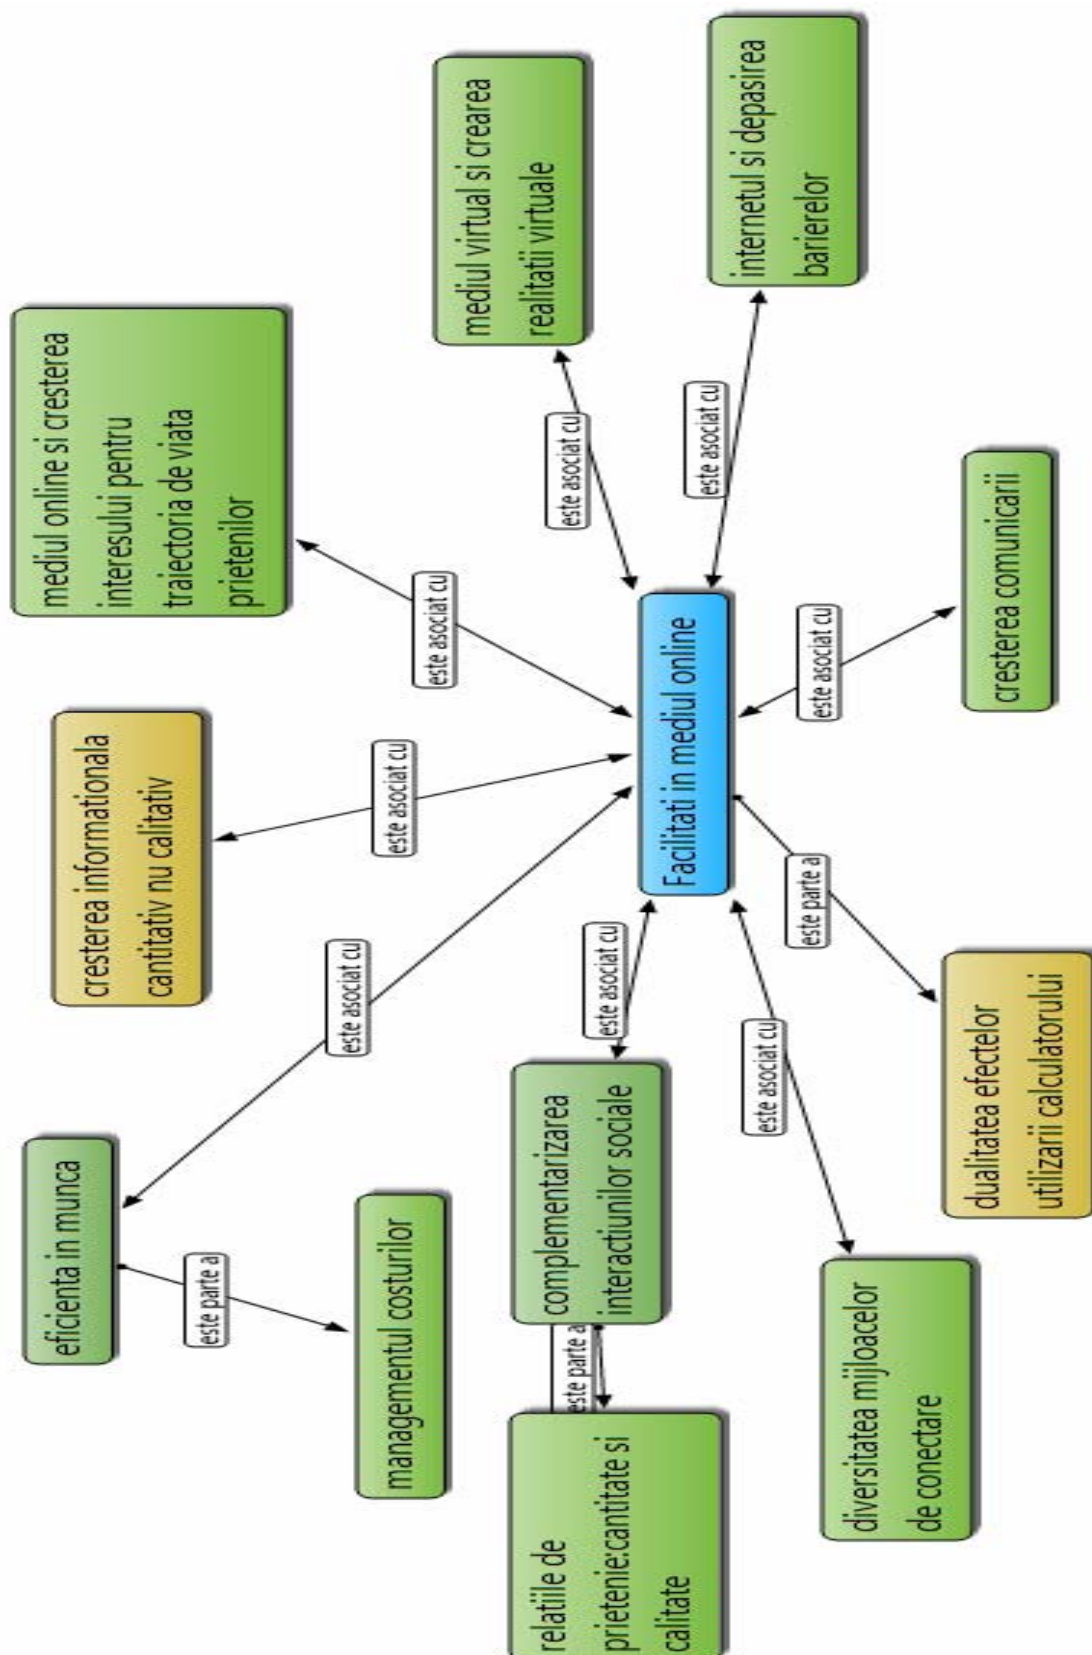 eficienta in munca
cresterea informationala
cantitativ nu calitativ
mediul online si cresterea
interesului pentru
traiectoria de viata
prietenilor
este parte a
este asociat cu
este asociat cu
este asociat cu
managementul costurilor
mediul virtual si crearea
realitatii virtuale
este asociat cu
relatiile de
prietenie:cantitate si
calitate
este parte a
complementarizarea
interactiunilor sociale
este asociat cu
Facilitati in mediul online
este asociat cu
internetul si depasirea
barierelor
este asociat cu
este parte a
este asociat cu
diversitatea mijloacelor
de conectare
dualitatea efectelor
utilizarii calculatorului
cresterea comunicarii